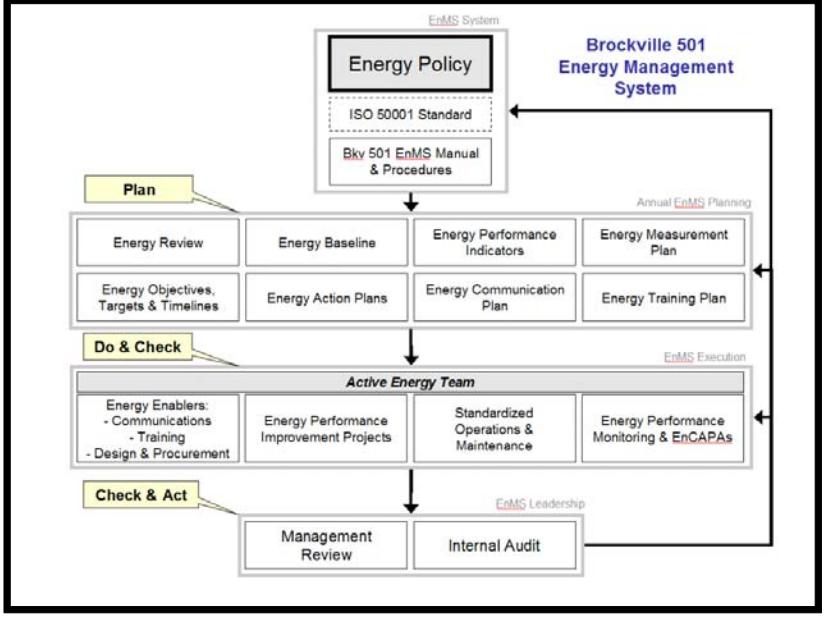 EnMS System
Brockville 501
Energy Management
System
Energy Policy
ISO 50001 Standard
Bkv 501 EnMS Manual
& Procedures
Plan
Annual EnMS Planning
Energy Review
Energy Baseline
Energy Performance
Indicators
Energy Measurement
Plan
Energy Objectives,
Targets & Timelines
Energy Action Plans
Energy Communication
Plan
Energy Training Plan
Do & Check
EnMS Execution
Active Energy Team
Energy Enablers:
- Communications
- Training
- Design & Procurement
Energy Performance
Improvement Projects
Standardized
Operations &
Maintenance
Energy Performance
Monitoring & EnCAPAs
Check & Act
EnMS Leadership
Management
Review
Internal Audit